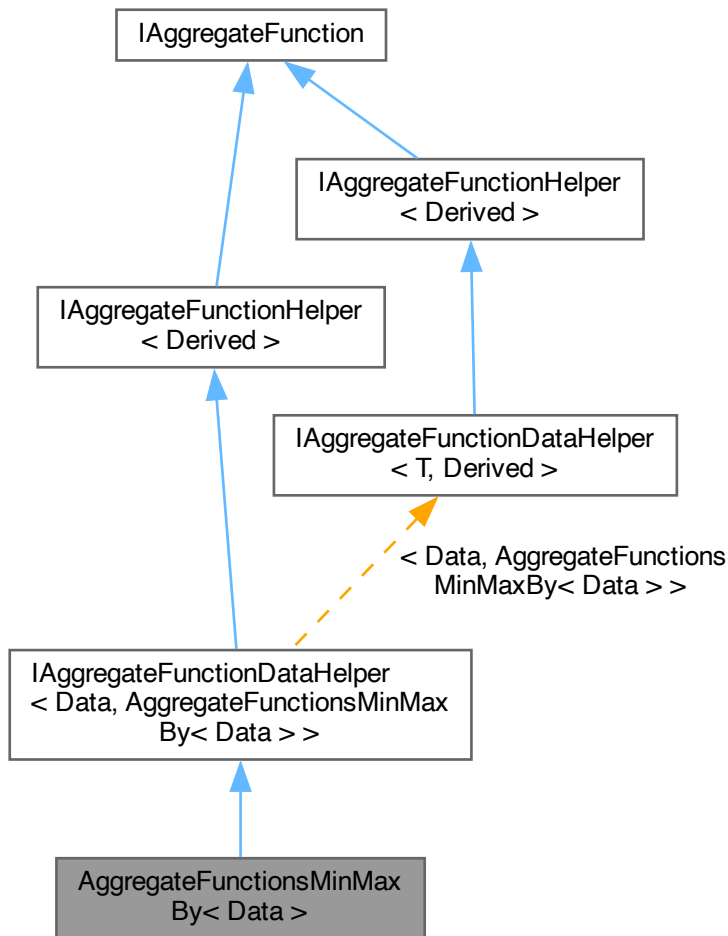 IAggregateFunction
IAggregateFunctionHelper
< Derived >
IAggregateFunctionHelper
< Derived >
IAggregateFunctionDataHelper
< T, Derived >
< Data, AggregateFunctions
MinMaxBy< Data > >
IAggregateFunctionDataHelper
< Data, AggregateFunctionsMinMax
By< Data > >
AggregateFunctionsMinMax
By< Data >